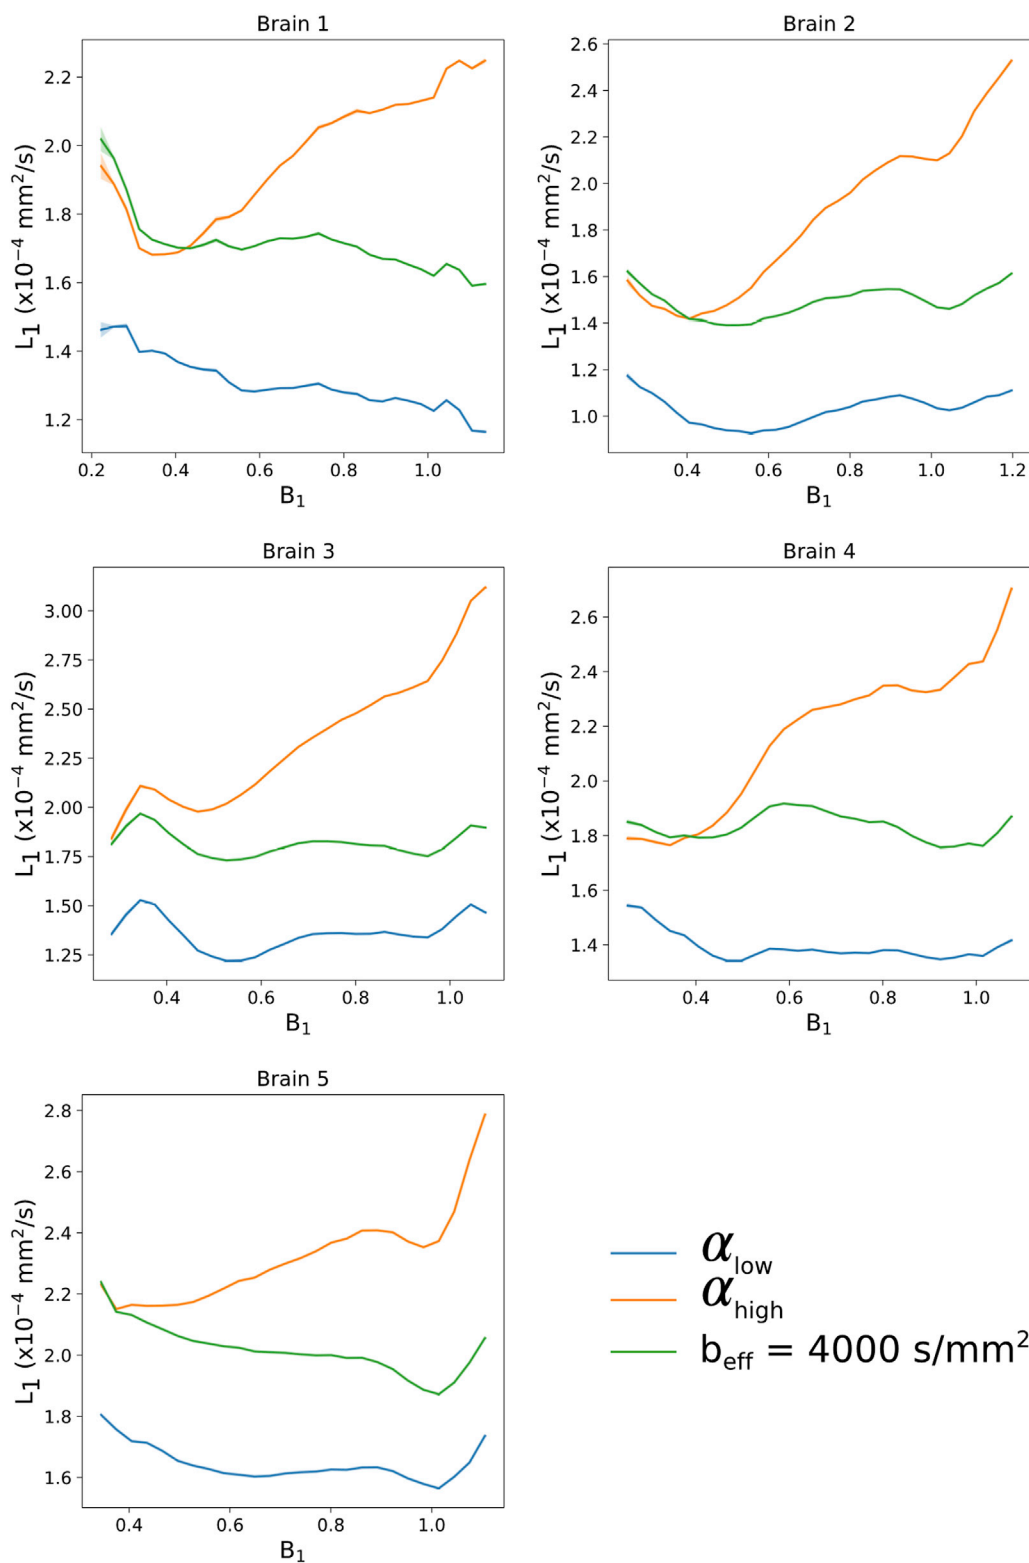 Brain 1
L₁ (x10⁻⁴ mm²/s)
2.2
2.0
1.8
1.6
1.4
1.2
0.2 0.4 0.6 0.8 1.0
B₁
Brain 2
L₁ (x10⁻⁴ mm²/s)
2.6
2.4
2.2
2.0
1.8
1.6
1.4
1.2
1.0
0.4 0.6 0.8 1.0 1.2
B₁
Brain 3
L₁ (x10⁻⁴ mm²/s)
3.00
2.75
2.50
2.25
2.00
1.75
1.50
1.25
0.4 0.6 0.8 1.0
B₁
Brain 4
L₁ (x10⁻⁴ mm²/s)
2.6
2.4
2.2
2.0
1.8
1.6
1.4
0.4 0.6 0.8 1.0
B₁
Brain 5
L₁ (x10⁻⁴ mm²/s)
2.8
2.6
2.4
2.2
2.0
1.8
1.6
0.4 0.6 0.8 1.0
B₁
α_low
α_high
b_eff = 4000 s/mm²